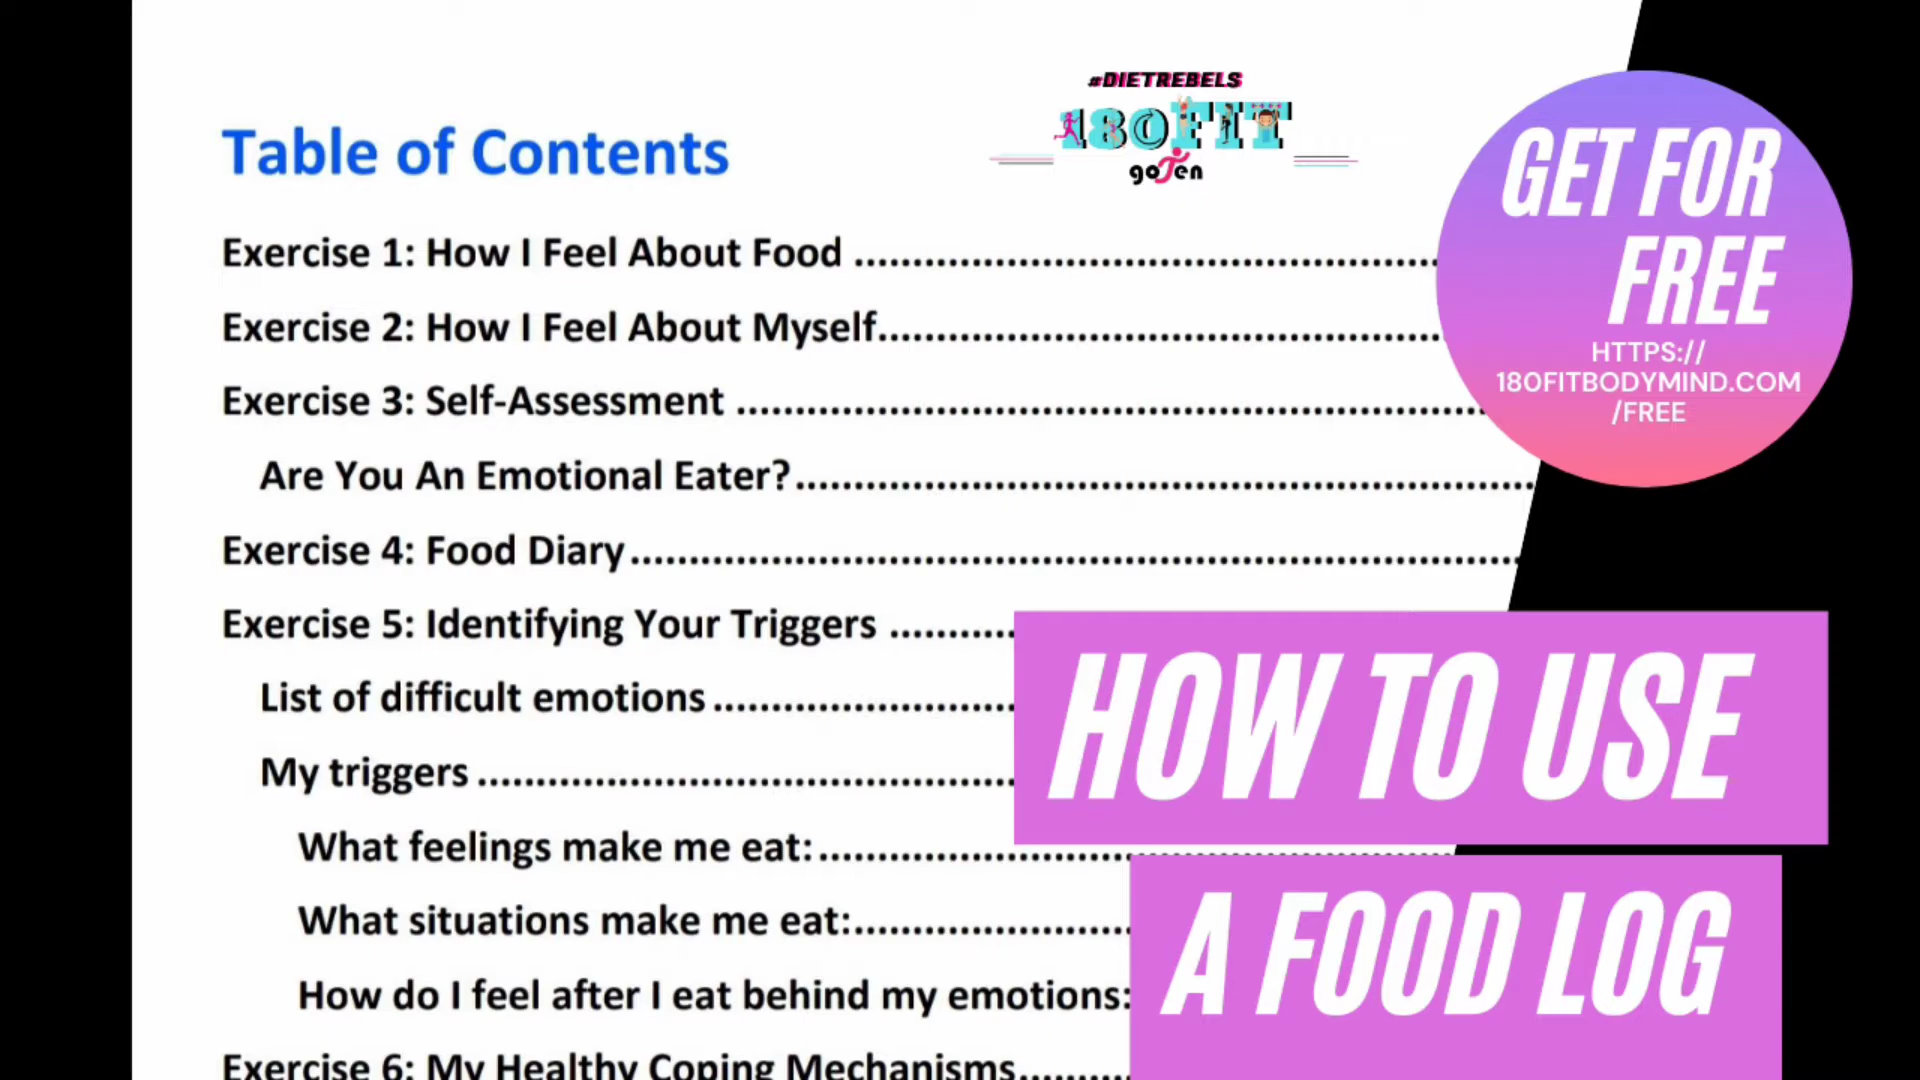 #DIETREBELS
180FIT
goJen
Table of Contents
Exercise 1: How I Feel About Food
Exercise 2: How I Feel About Myself
Exercise 3: Self-Assessment
Are You An Emotional Eater?
Exercise 4: Food Diary
Exercise 5: Identifying Your Triggers
List of difficult emotions
My triggers
What feelings make me eat:
What situations make me eat:
How do I feel after I eat behind my emotions:
Exercise 6: My Healthy Coping Mechanisms
GET FOR
FREE
HTTPS://
180FITBODYMIND.COM
/FREE
HOW TO USE
A FOOD LOG